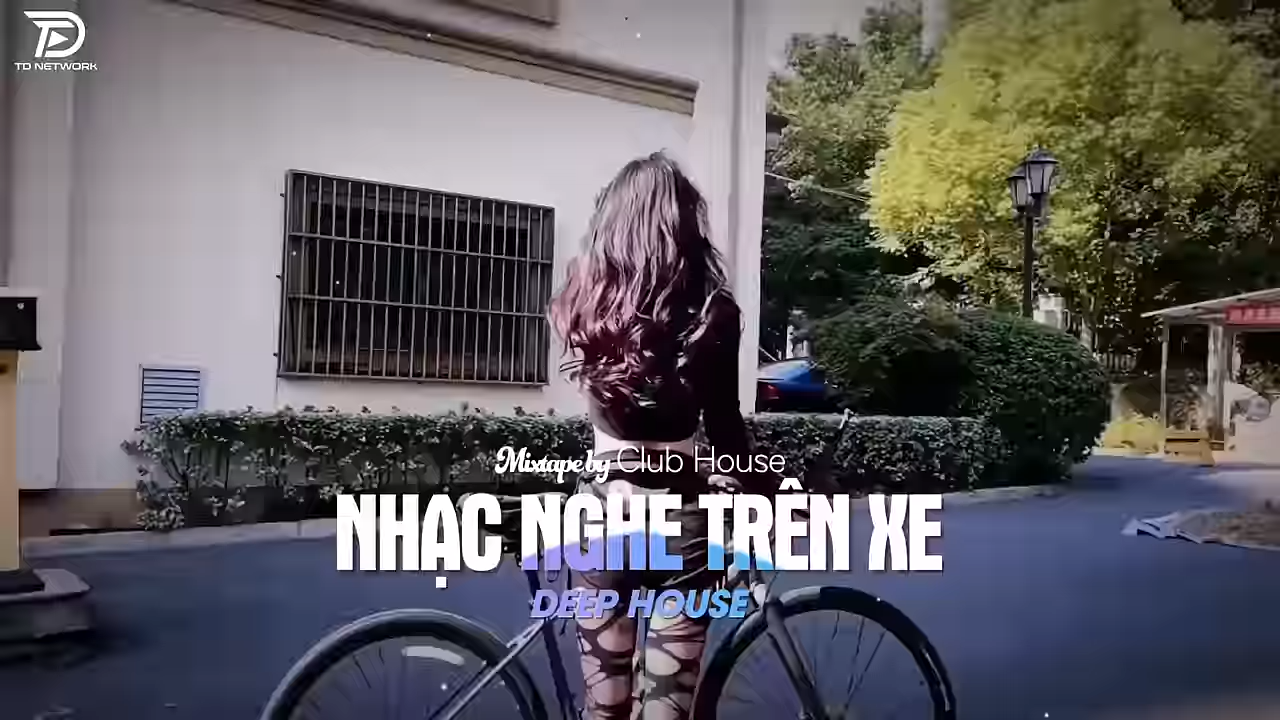 TD NETWORK
Mixtape by Club House
NHẠC NGHE TRÊN XE
DEEP HOUSE